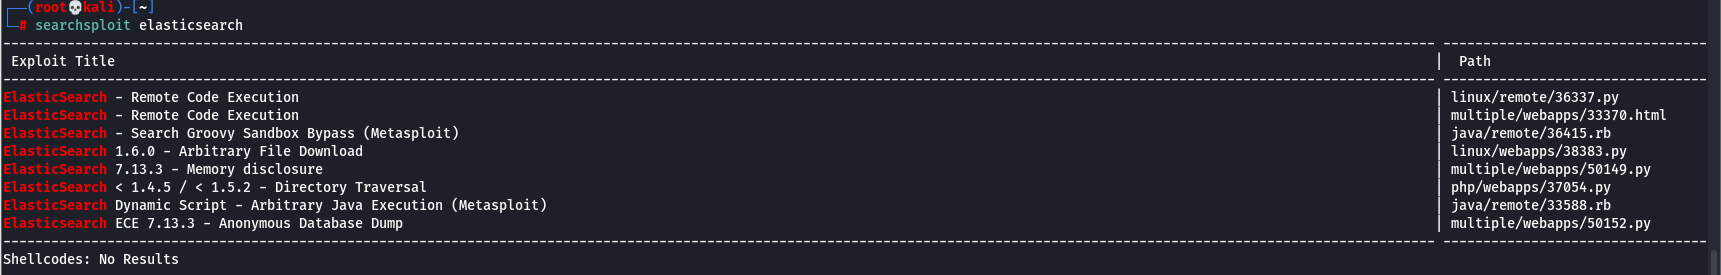 ┌──(root💀kali)-[~]
└─# searchsploit elasticsearch
Exploit Title | Path
ElasticSearch - Remote Code Execution | linux/remote/36337.py
ElasticSearch - Remote Code Execution | multiple/webapps/33370.html
ElasticSearch - Search Groovy Sandbox Bypass (Metasploit) | java/remote/36415.rb
ElasticSearch 1.6.0 - Arbitrary File Download | linux/webapps/38383.py
ElasticSearch 7.13.3 - Memory disclosure | multiple/webapps/50149.py
ElasticSearch < 1.4.5 / < 1.5.2 - Directory Traversal | php/webapps/37054.py
ElasticSearch Dynamic Script - Arbitrary Java Execution (Metasploit) | java/remote/33588.rb
Elasticsearch ECE 7.13.3 - Anonymous Database Dump | multiple/webapps/50152.py
Shellcodes: No Results